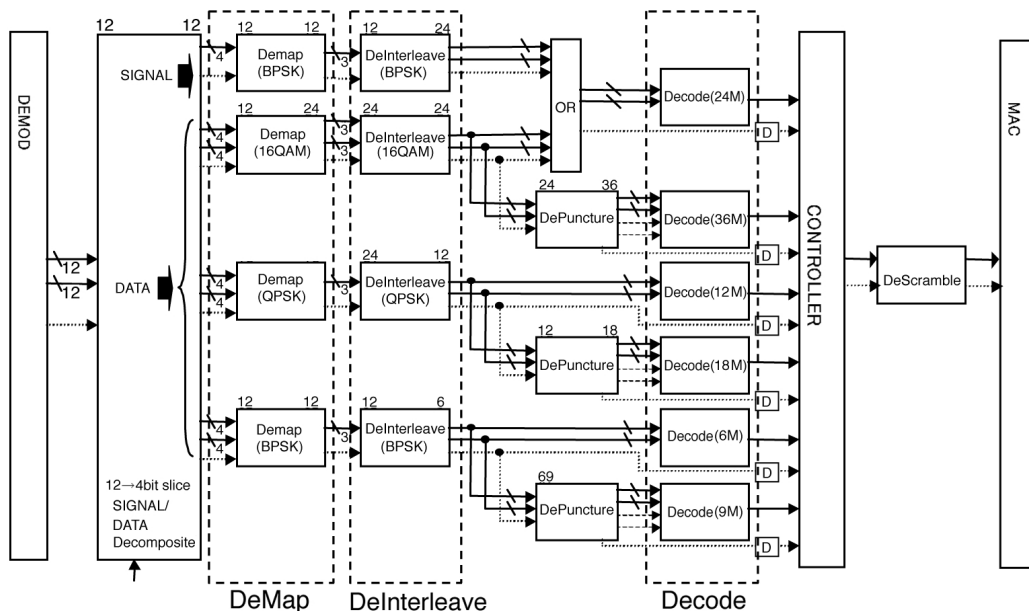 12 12
12 12 12 24
4 Demap 3 DeInterleave
SIGNAL (BPSK) (BPSK)
OR
Decode(24M)
D
12 24 24 24
4 Demap 3 DeInterleave
4 (16QAM) 3 (16QAM)
24 36
DePuncture
Decode(36M)
D
DEMOD
12
12
DATA
4 Demap 3 DeInterleave
4 (QPSK) (QPSK)
24 12
Decode(12M)
D
12 18
DePuncture
Decode(18M)
D
12 12 12 6
4 Demap 3 DeInterleave
4 (BPSK) (BPSK)
Decode(6M)
D
69
DePuncture
Decode(9M)
D
CONTROLLER
DeScramble
MAC
12→4bit slice
SIGNAL/
DATA
Decomposite
DeMap DeInterleave Decode